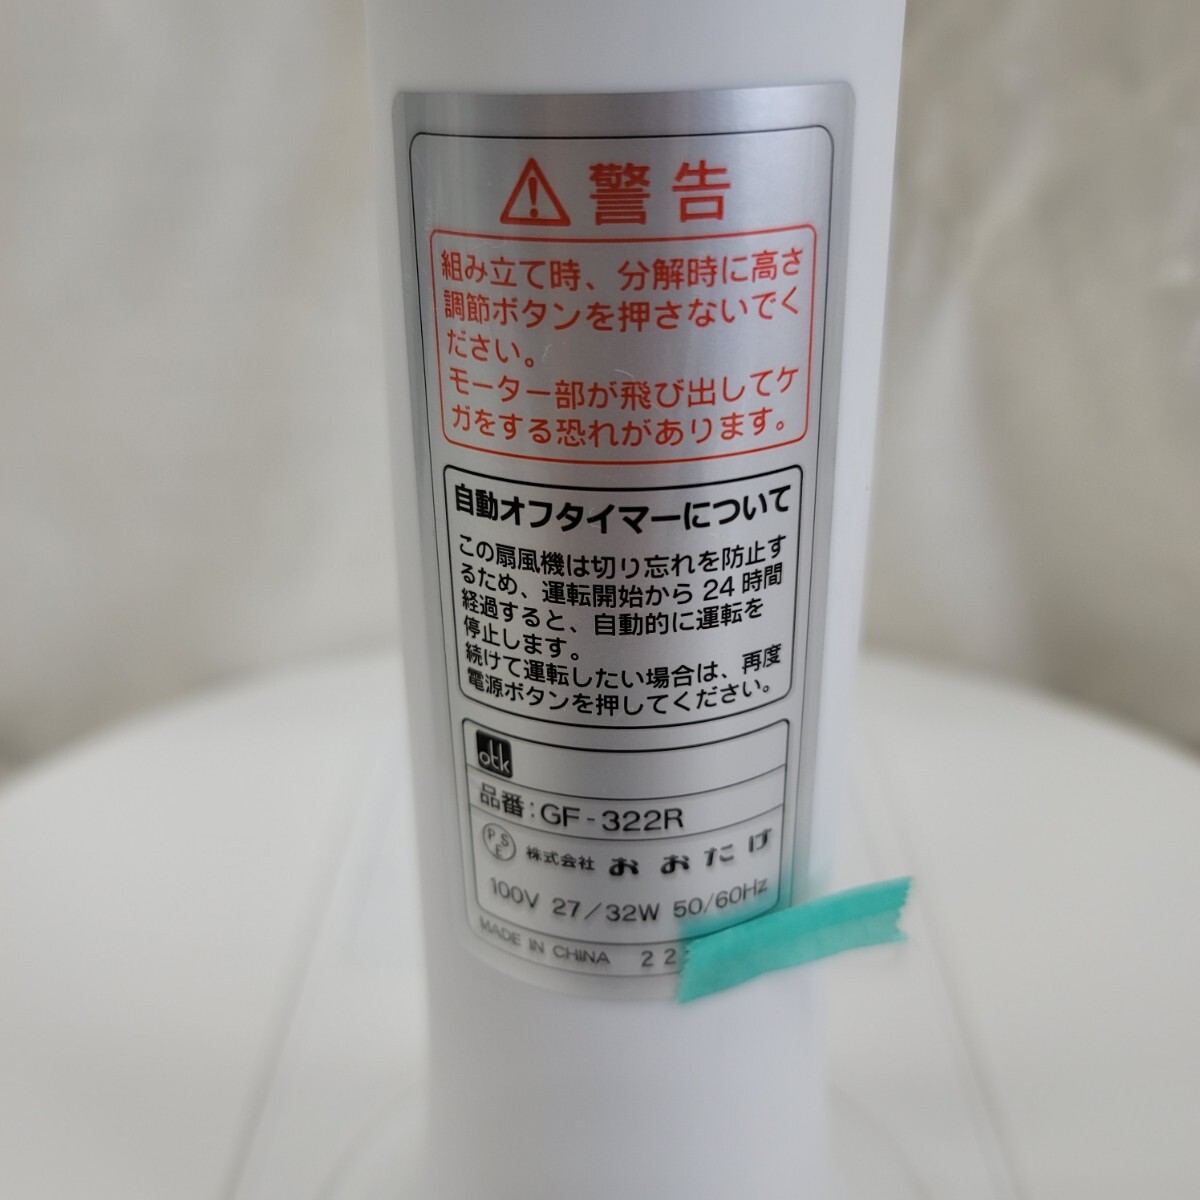 警告
組み立て時、分解時に高さ
調節ボタンを押さないでく
ださい。
モーター部が飛び出してケ
ガをする恐れがあります。
自動オフタイマーについて
この扇風機は切り忘れを防止す
るため、運転開始から24時間
経過すると、自動的に運転を
停止します。
続けて運転したい場合は、再度
電源ボタンを押してください。
otk
品番:GF-322R
PSE 株式会社 おおたけ
100V 27/32W 50/60Hz
MADE IN CHINA 22